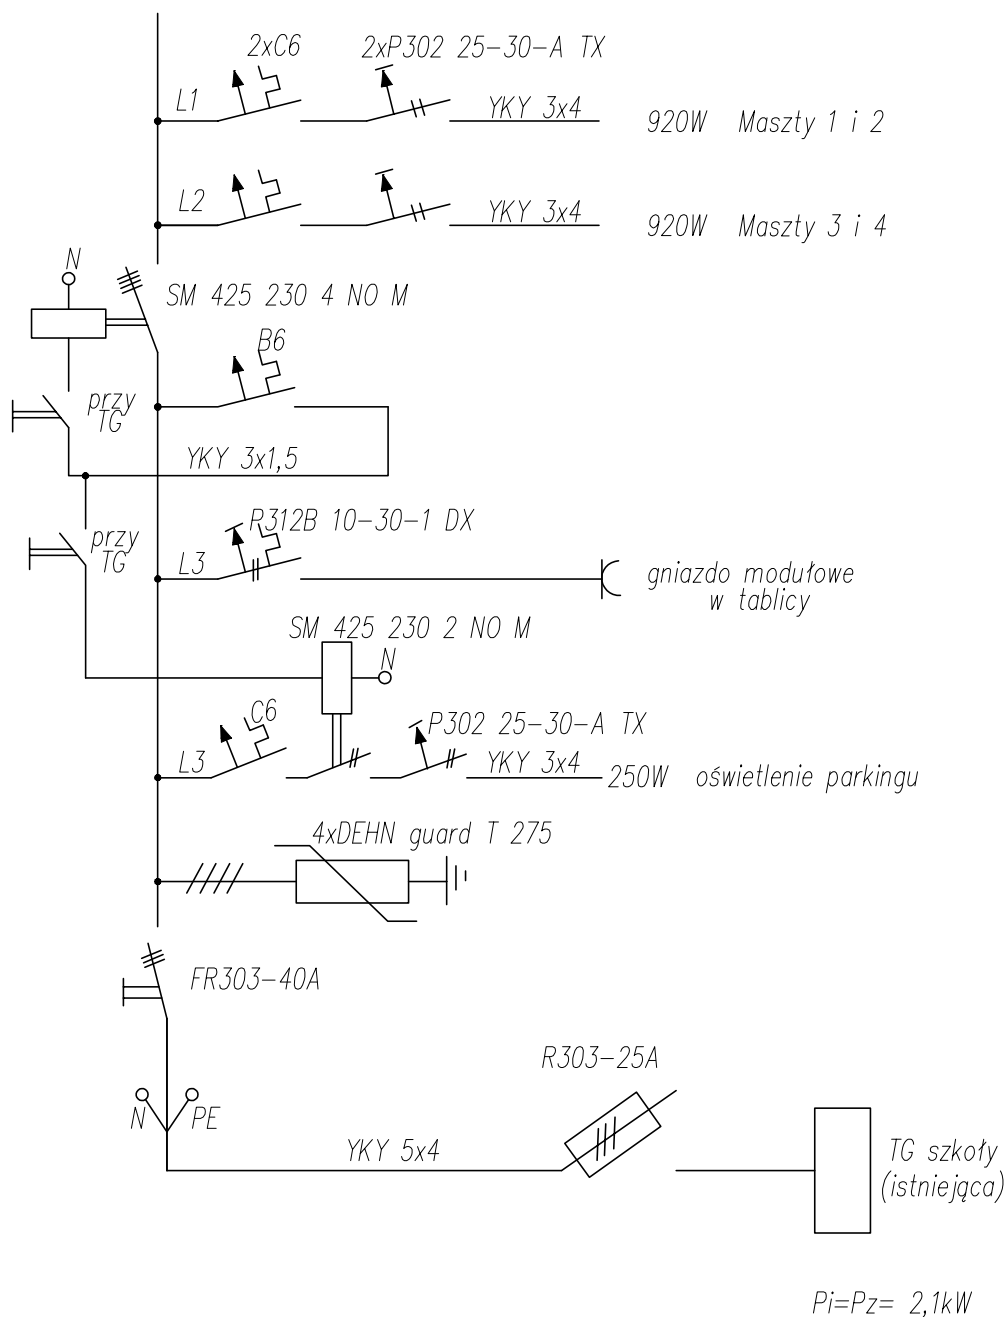 2xC6
2xP302 25-30-A TX
L1
YKY 3x4
920W Maszty 1 i 2
L2
YKY 3x4
920W Maszty 3 i 4
N
SM 425 230 4 NO M
B6
przy
TG
YKY 3x1,5
P312B 10-30-1 DX
przy
TG
L3
gniazdo modułowe
w tablicy
SM 425 230 2 NO M
N
C6
P302 25-30-A TX
L3
YKY 3x4
250W oświetlenie parkingu
4xDEHN guard T 275
FR303-40A
R303-25A
N
PE
YKY 5x4
TG szkoły
(istniejąca)
Pi=Pz= 2,1kW